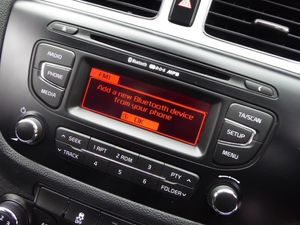 Bluetooth
MP3
RADIO
PHONE
MEDIA
FM1
Add a new Bluetooth device
from your phone
TA/SCAN
SETUP
MENU
SEEK
TRACK
1 RPT
2 RDM
3
PTY
4
5
6
FOLDER